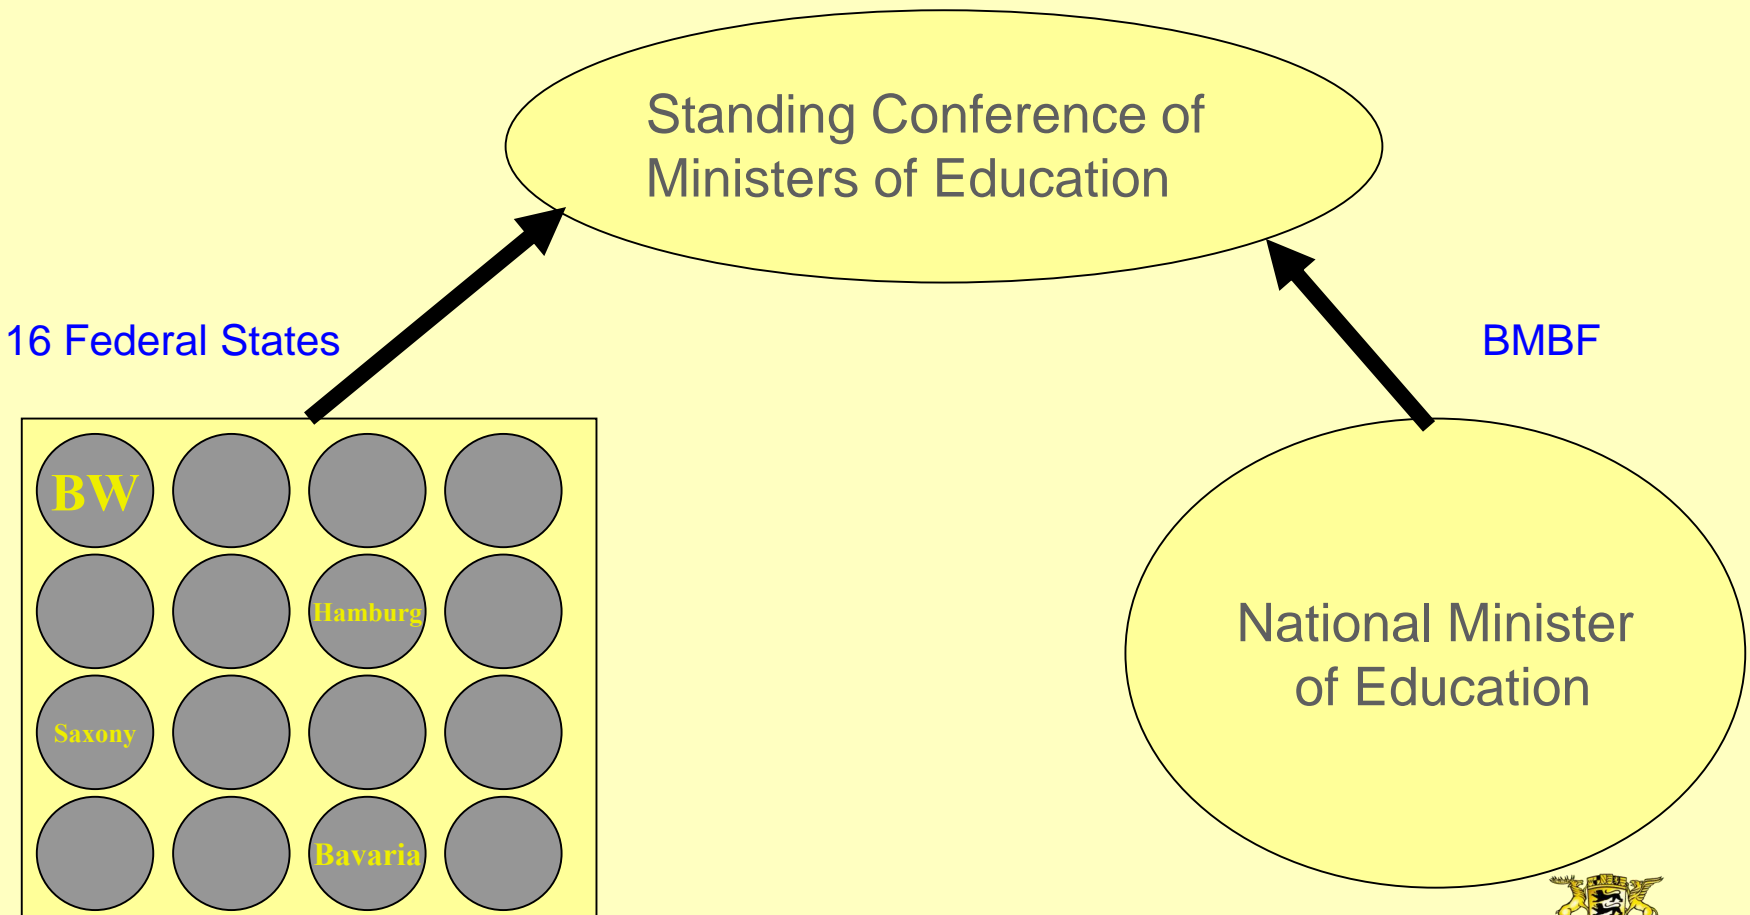 Standing Conference of
Ministers of Education
16 Federal States
BMBF
BW
Hamburg
Saxony
Bavaria
National Minister
of Education